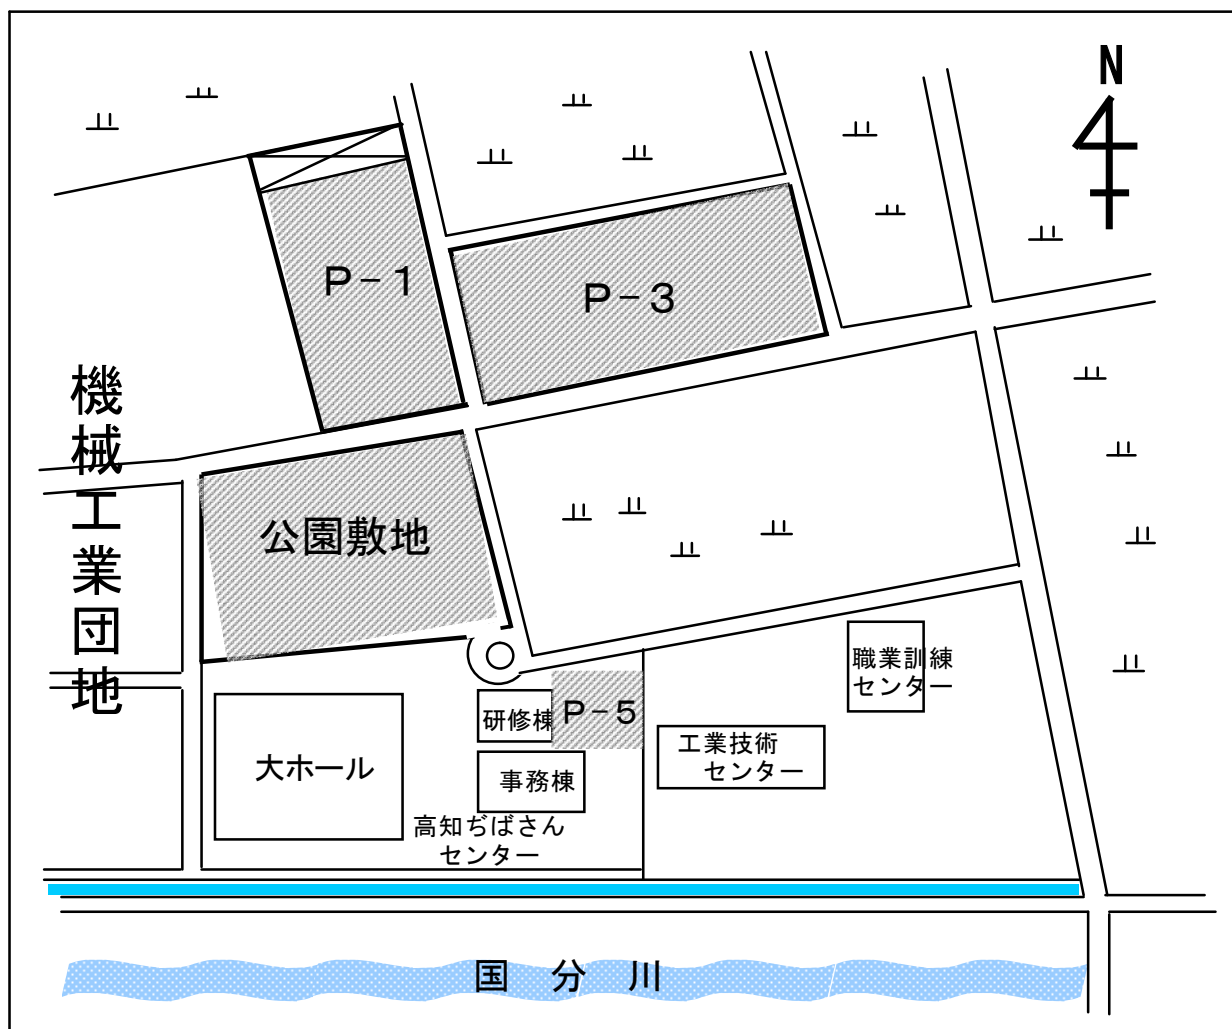 N
P-1
P-3
機械工業団地
公園敷地
職業訓練
センター
研修棟
P-5
工業技術
センター
大ホール
事務棟
高知ぢばさん
センター
国分川